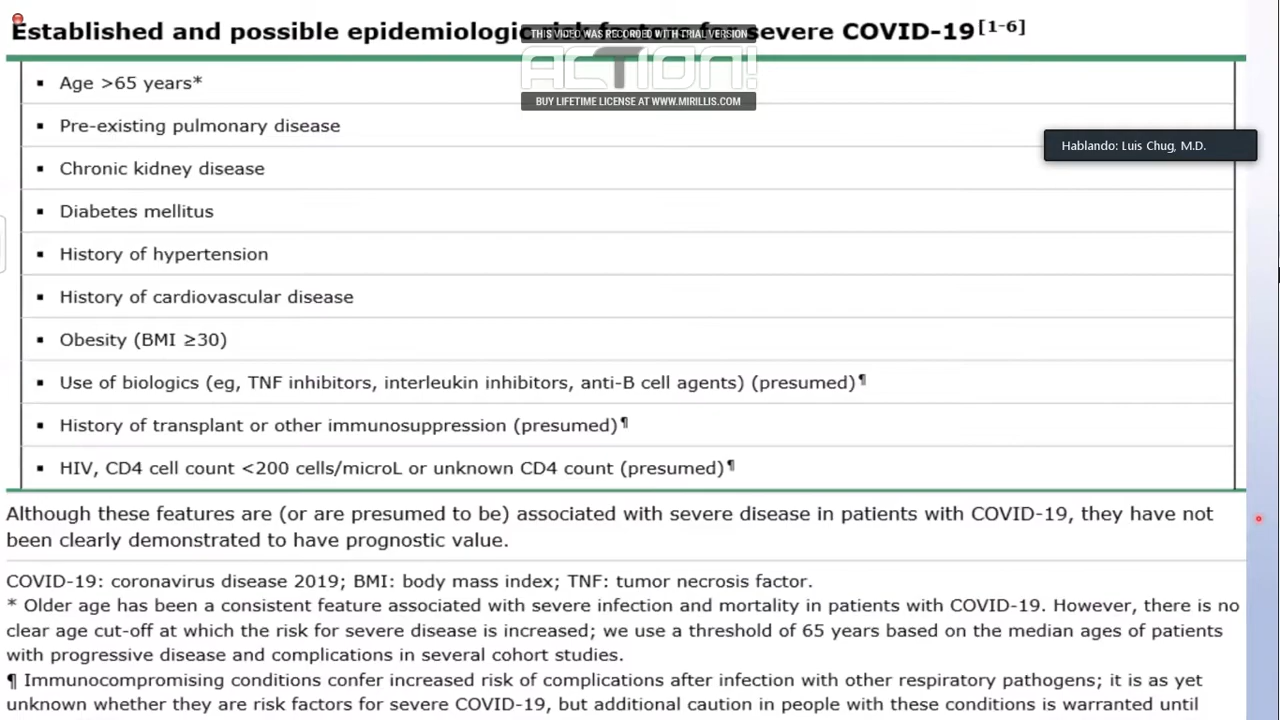 Established and possible epidemiologic risk factors for severe COVID-19[1-6]
THIS VIDEO WAS RECORDED WITH TRIAL VERSION
ACTION!
BUY LIFETIME LICENSE AT WWW.MIRILLIS.COM
▪ Age >65 years*
▪ Pre-existing pulmonary disease
Hablando: Luis Chug, M.D.
▪ Chronic kidney disease
▪ Diabetes mellitus
▪ History of hypertension
▪ History of cardiovascular disease
▪ Obesity (BMI ≥30)
▪ Use of biologics (eg, TNF inhibitors, interleukin inhibitors, anti-B cell agents) (presumed)¶
▪ History of transplant or other immunosuppression (presumed)¶
▪ HIV, CD4 cell count <200 cells/microL or unknown CD4 count (presumed)¶
Although these features are (or are presumed to be) associated with severe disease in patients with COVID-19, they have not
been clearly demonstrated to have prognostic value.
COVID-19: coronavirus disease 2019; BMI: body mass index; TNF: tumor necrosis factor.
* Older age has been a consistent feature associated with severe infection and mortality in patients with COVID-19. However, there is no
clear age cut-off at which the risk for severe disease is increased; we use a threshold of 65 years based on the median ages of patients
with progressive disease and complications in several cohort studies.
¶ Immunocompromising conditions confer increased risk of complications after infection with other respiratory pathogens; it is as yet
unknown whether they are risk factors for severe COVID-19, but additional caution in people with these conditions is warranted until